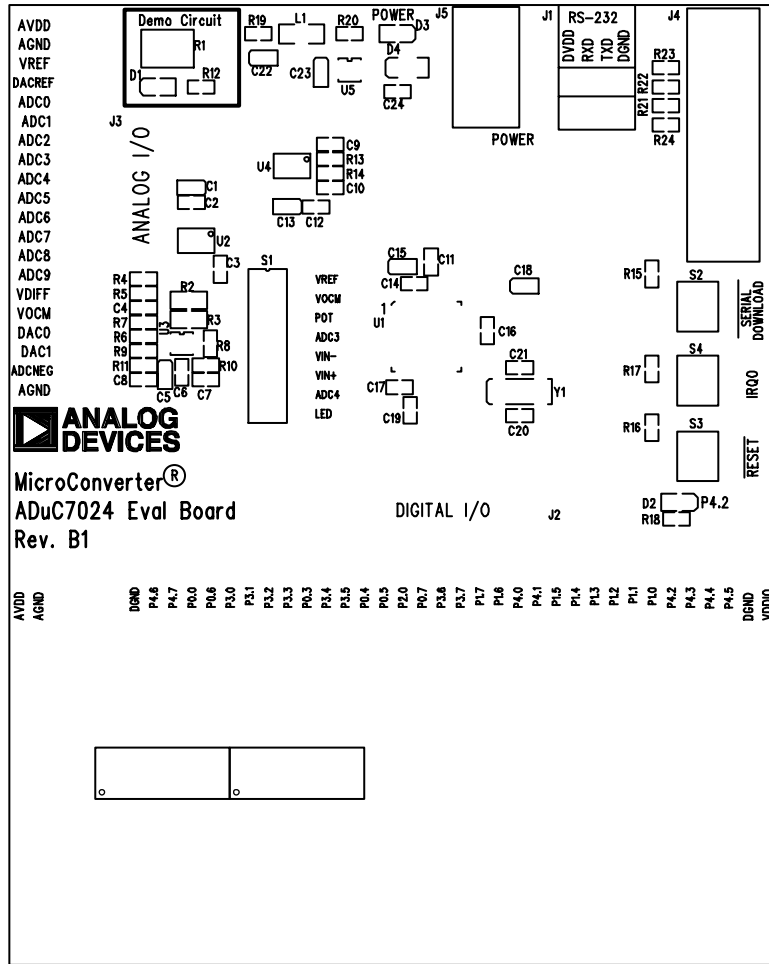 AVDD
AGND
VREF
DACREF
ADC0
ADC1
ADC2
ADC3
ADC4
ADC5
ADC6
ADC7
ADC8
ADC9
VDIFF
VOCM
DAC0
DAC1
ADCNEG
AGND
Demo Circuit
R1
D1
R12
J3
ANALOG I/O
R19
L1
R20
POWER
D3
D4
C22
C23
U5
C24
J5
POWER
J1
RS-232
DVDD
RXD
TXD
DGND
J4
R23
R22
R21
R24
C9
R13
R14
C10
U4
C1
C2
C13
C12
U2
C3
S1
R4
R5
C4
R7
R6
R9
R11
C8
R2
R3
U3
R8
R10
C5
C6
C7
VREF
VOCM
POT
ADC3
VIN-
VIN+
ADC4
LED
C15
C11
C14
1
U1
C18
C16
C21
C17
C19
Y1
C20
R15
S2
SERIAL
DOWNLOAD
R17
S4
IRQ0
R16
S3
RESET
D2
P4.2
R18
ANALOG
DEVICES
MicroConverter®
ADuC7024 Eval Board
Rev. B1
DIGITAL I/O
J2
AVDD
AGND
DGND
P4.6
P4.7
P0.0
P0.6
P3.0
P3.1
P3.2
P3.3
P0.3
P3.4
P3.5
P0.4
P0.5
P2.0
P0.7
P3.6
P3.7
P1.7
P1.6
P4.0
P4.1
P1.5
P1.4
P1.3
P1.2
P1.1
P1.0
P4.2
P4.3
P4.4
P4.5
DGND
VDDIO